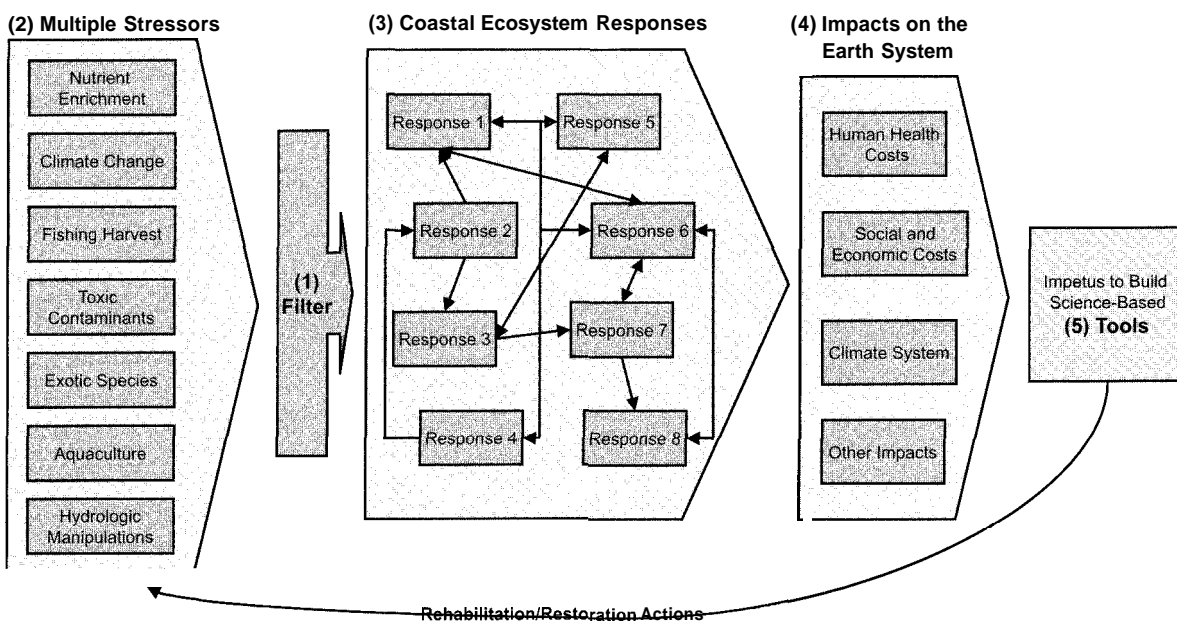 (2) Multiple Stressors
Nutrient
Enrichment
Climate Change
Fishing Harvest
Toxic
Contaminants
Exotic Species
Aquaculture
Hydrologic
Manipulations
(1)
Filter
(3) Coastal Ecosystem Responses
Response 1
Response 5
Response 2
Response 6
Response 3
Response 7
Response 4
Response 8
(4) Impacts on the
Earth System
Human Health
Costs
Social and
Economic Costs
Climate System
Other Impacts
Impetus to Build
Science-Based
(5) Tools
Rehabilitation/Restoration Actions